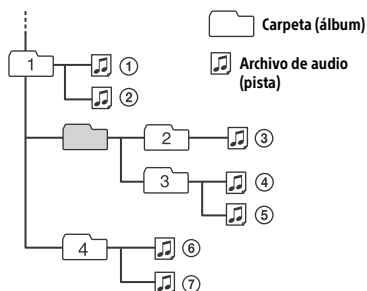 Carpeta (álbum)
1 ①
Archivo de audio
(pista)
②
2 ③
3 ④
⑤
4 ⑥
⑦